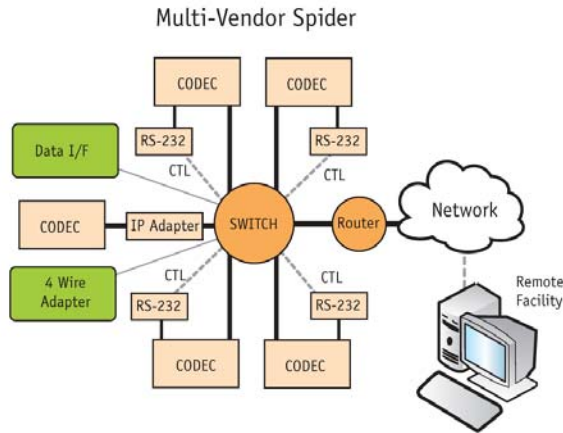 Multi-Vendor Spider
CODEC
CODEC
RS-232
RS-232
Data I/F
CTL
CTL
CODEC
IP Adapter
SWITCH
Router
Network
4 Wire
Adapter
CTL
CTL
RS-232
RS-232
Remote
Facility
CODEC
CODEC